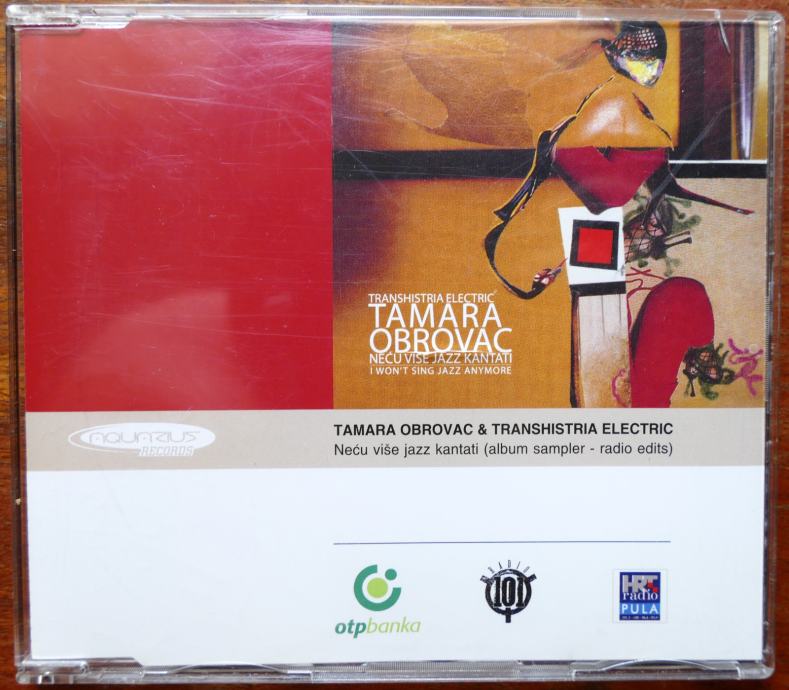 TRANSHISTRIA ELECTRIC
TAMARA
OBROVAC
NEĆU VIŠE JAZZ KANTATI
I WON'T SING JAZZ ANYMORE
AQUARIUS
RECORDS
TAMARA OBROVAC & TRANSHISTRIA ELECTRIC
Neću više jazz kantati (album sampler - radio edits)
otpbanka
RADIO
101
HRT
radio
PULA